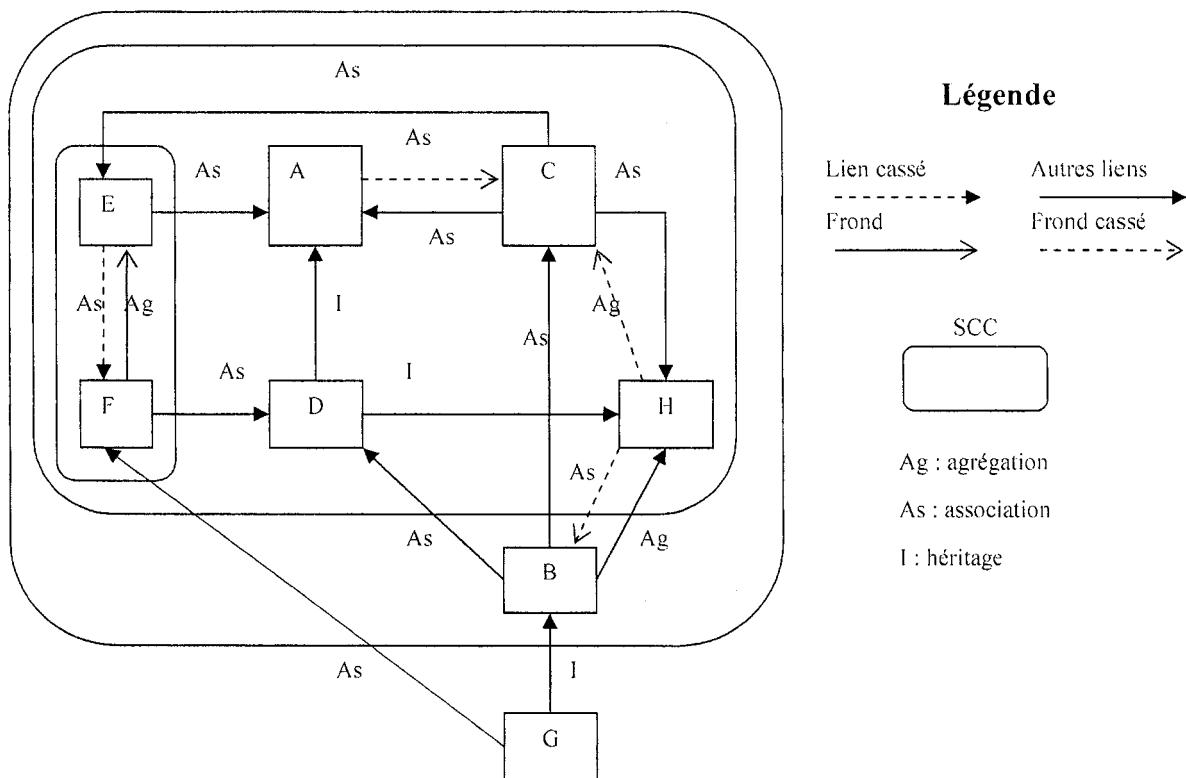 As
Légende
As
Lien cassé
Autres liens
As
A
C
As
E
Frond
Frond cassé
As
As
Ag
I
As
Ag
SCC
As
I
F
D
H
As
Ag : agrégation
As : association
As
Ag
B
I : héritage
As
I
G